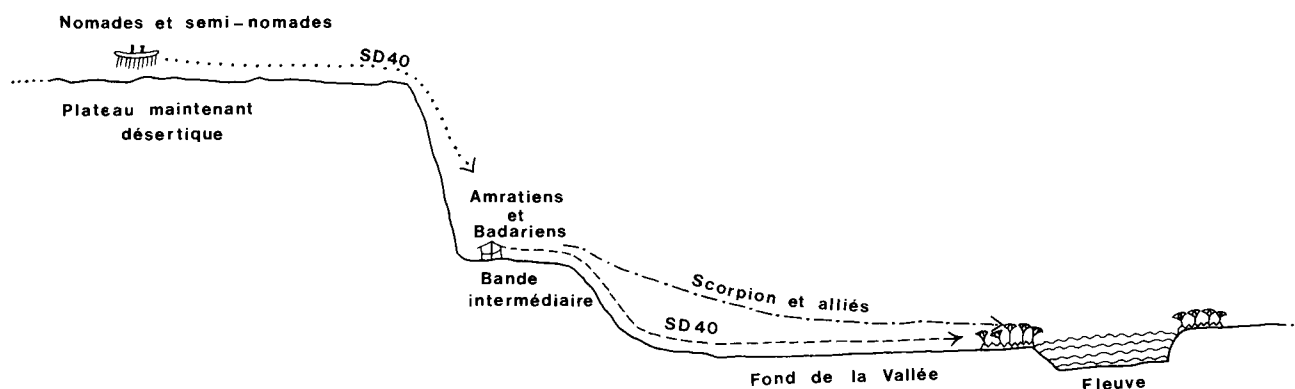 Nomades et semi-nomades
SD40
Plateau maintenant
désertique
Amratiens
et
Badariens
Bande
intermédiaire
Scorpion et alliés
SD40
Fond de la Vallée
Fleuve